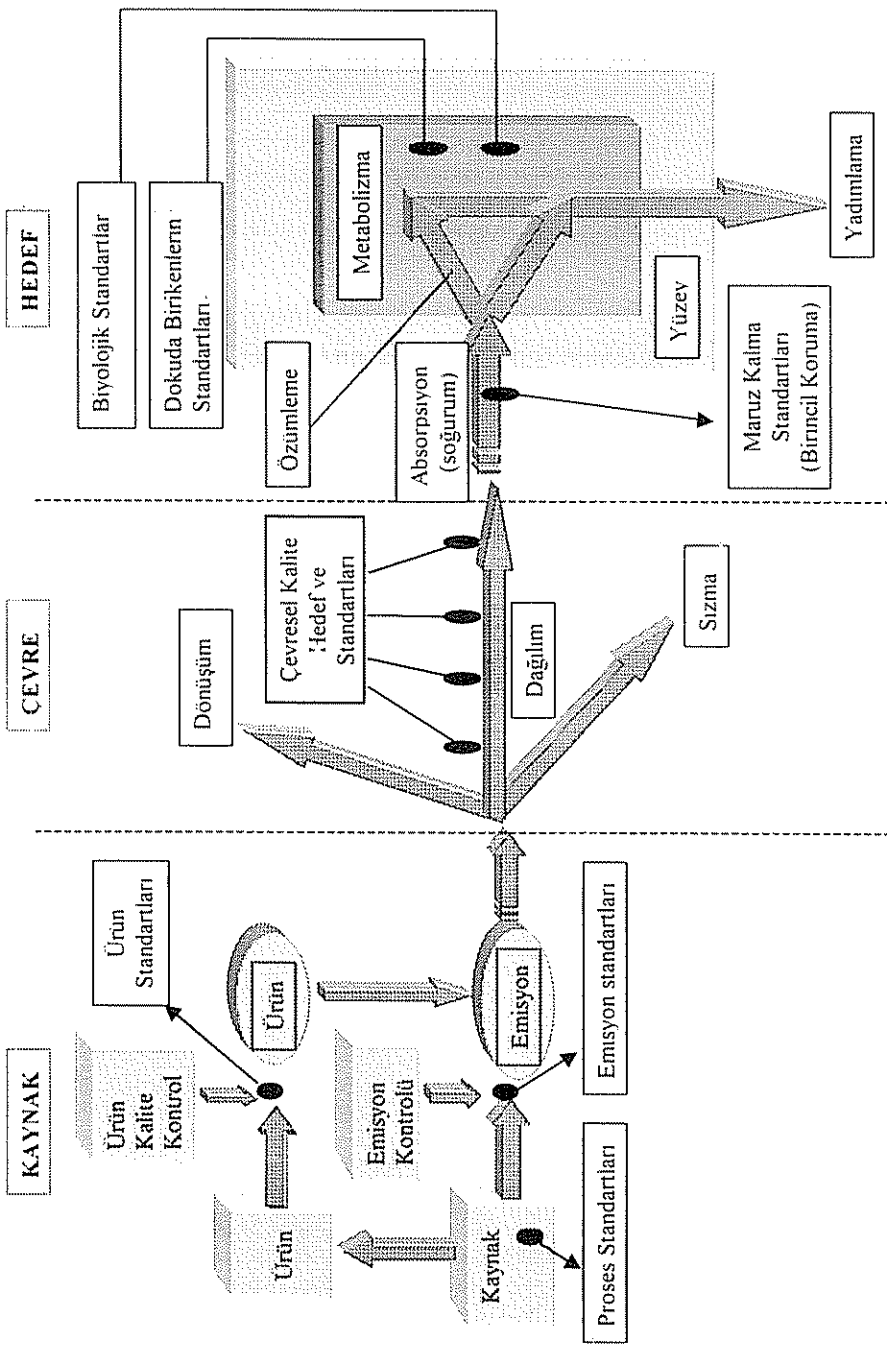 KAYNAK
ÇEVRE
HEDEF
Ürün
Kalite
Kontrol
Ürün
Standartları
Ürün
Ürün
Emisyon
Kontrolü
Kaynak
Emisyon
Proses Standartları
Emisyon standartları
Dönüşüm
Çevresel Kalite
Hedef ve
Standartları
Dağılım
Sızma
Biyolojik Standartlar
Dokuda Birikenlerin
Standartları
Özümleme
Metabolizma
Absorpsiyon
(soğurum)
Yüzey
Maruz Kalma
Standartları
(Birincil Koruma)
Yadımlama